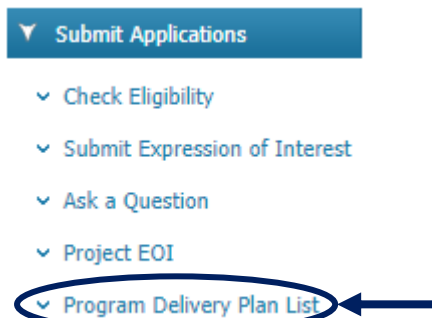 Submit Applications
Check Eligibility
Submit Expression of Interest
Ask a Question
Project EOI
Program Delivery Plan List